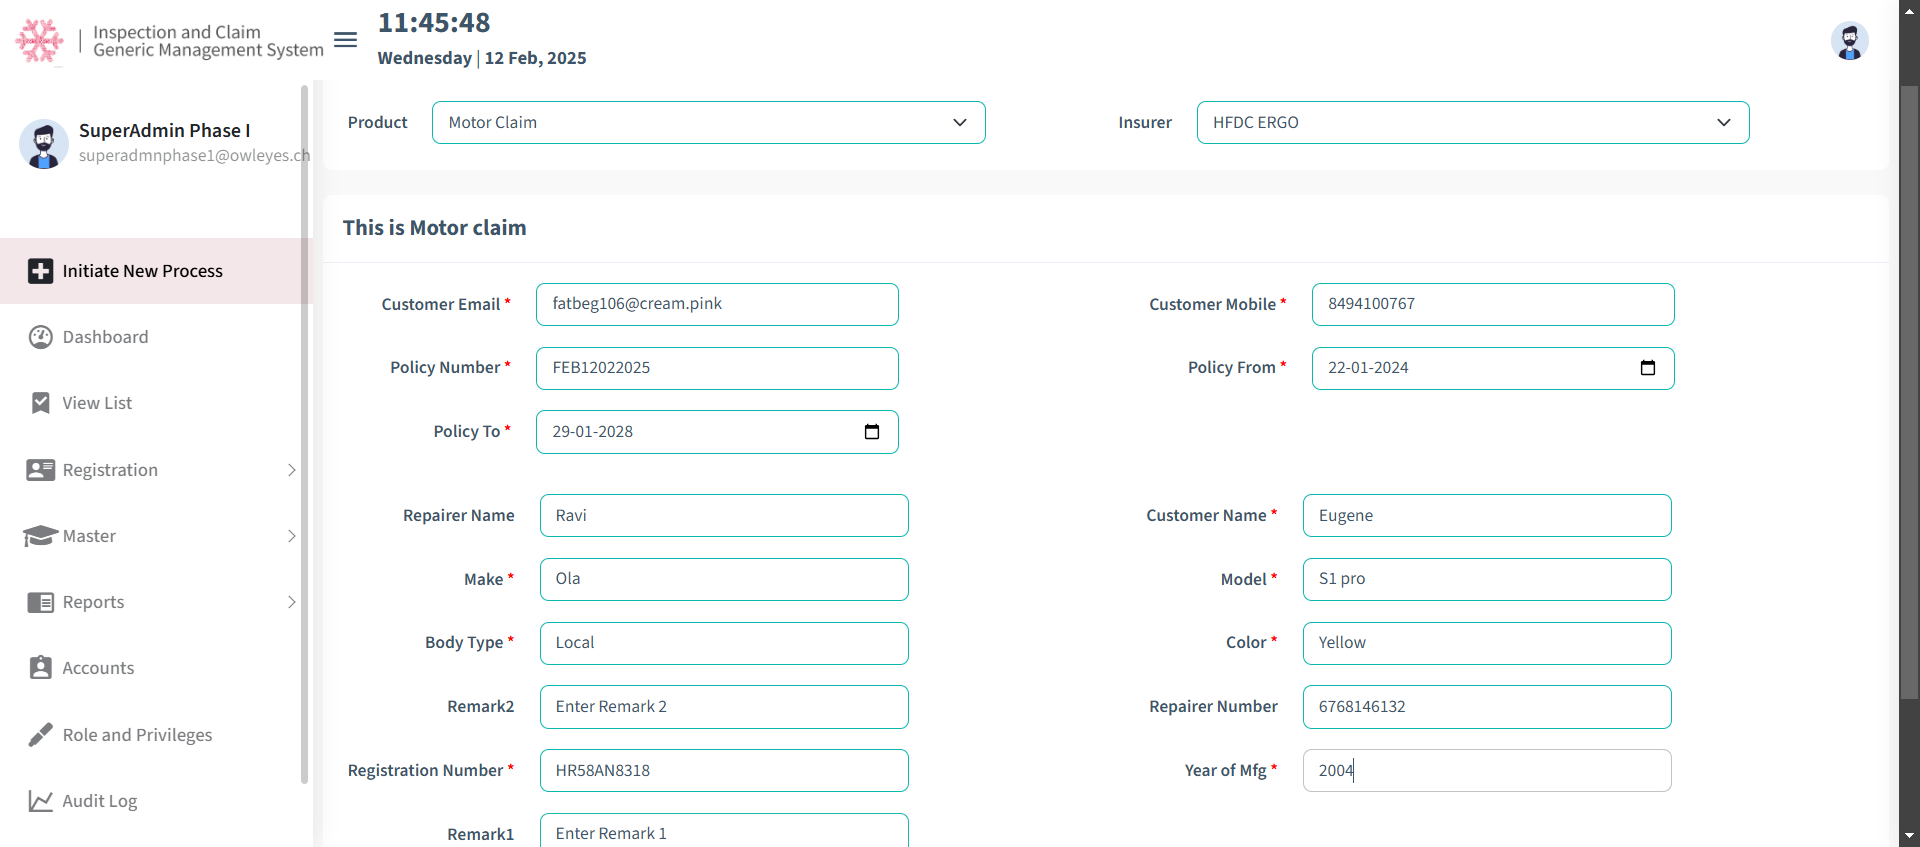 Inspection and Claim
Generic Management System
11:45:48
Wednesday | 12 Feb, 2025
SuperAdmin Phase I
superadmnphase1@owleyes.ch
Initiate New Process
Dashboard
View List
Registration
Master
Reports
Accounts
Role and Privileges
Audit Log
Product Motor Claim Insurer HFDC ERGO
This is Motor claim
Customer Email * fatbeg106@cream.pink Customer Mobile * 8494100767
Policy Number * FEB12022025 Policy From * 22-01-2024
Policy To * 29-01-2028
Repairer Name Ravi Customer Name * Eugene
Make * Ola Model * S1 pro
Body Type * Local Color * Yellow
Remark2 Enter Remark 2 Repairer Number 6768146132
Registration Number * HR58AN8318 Year of Mfg * 2004
Remark1 Enter Remark 1